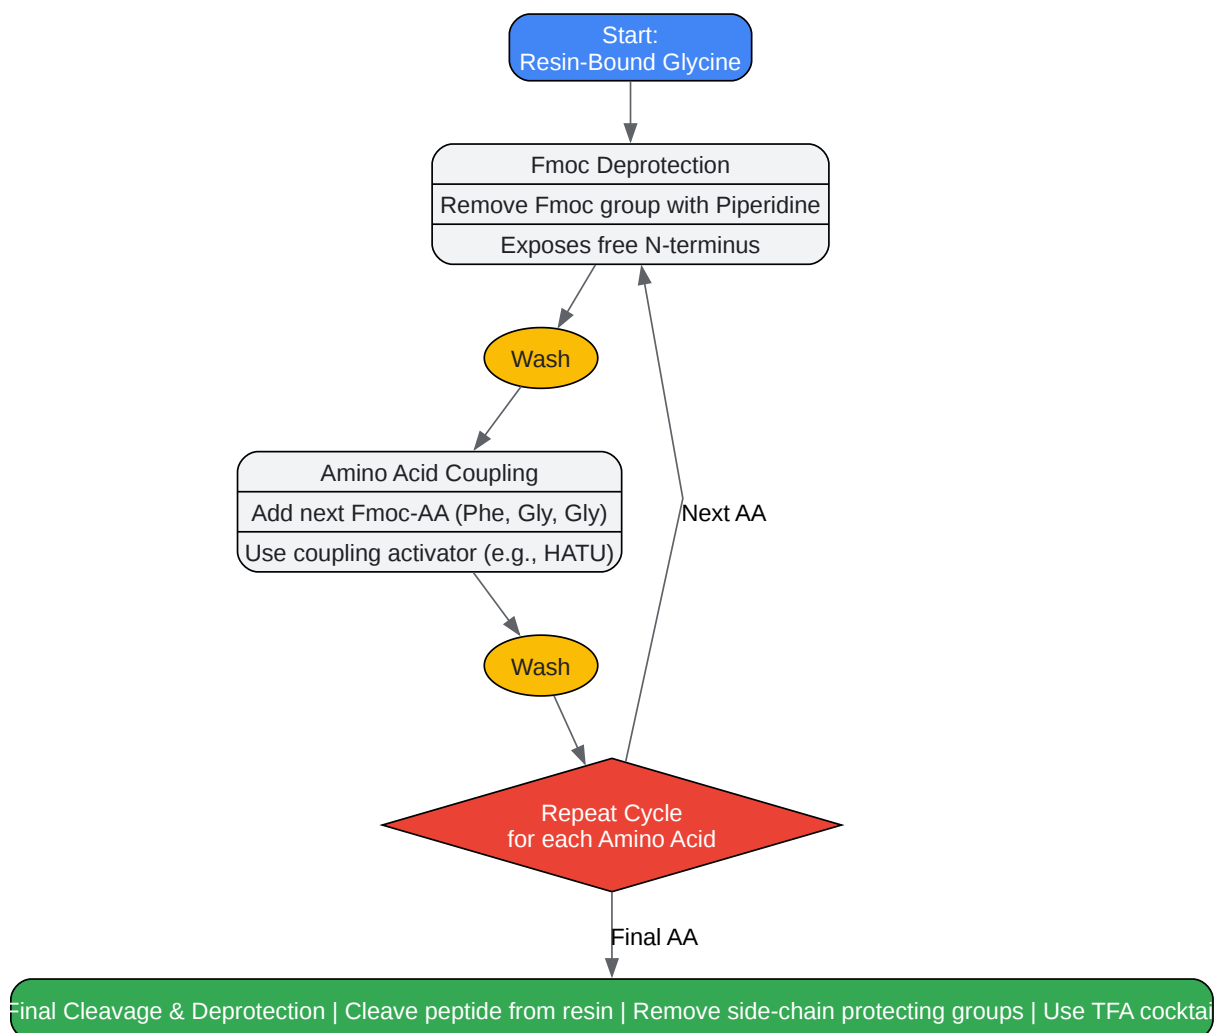 Start:
Resin-Bound Glycine
Fmoc Deprotection
Remove Fmoc group with Piperidine
Exposes free N-terminus
Wash
Amino Acid Coupling
Add next Fmoc-AA (Phe, Gly, Gly)
Use coupling activator (e.g., HATU)
Next AA
Wash
Repeat Cycle
for each Amino Acid
Final AA
Final Cleavage & Deprotection | Cleave peptide from resin | Remove side-chain protecting groups | Use TFA cocktail